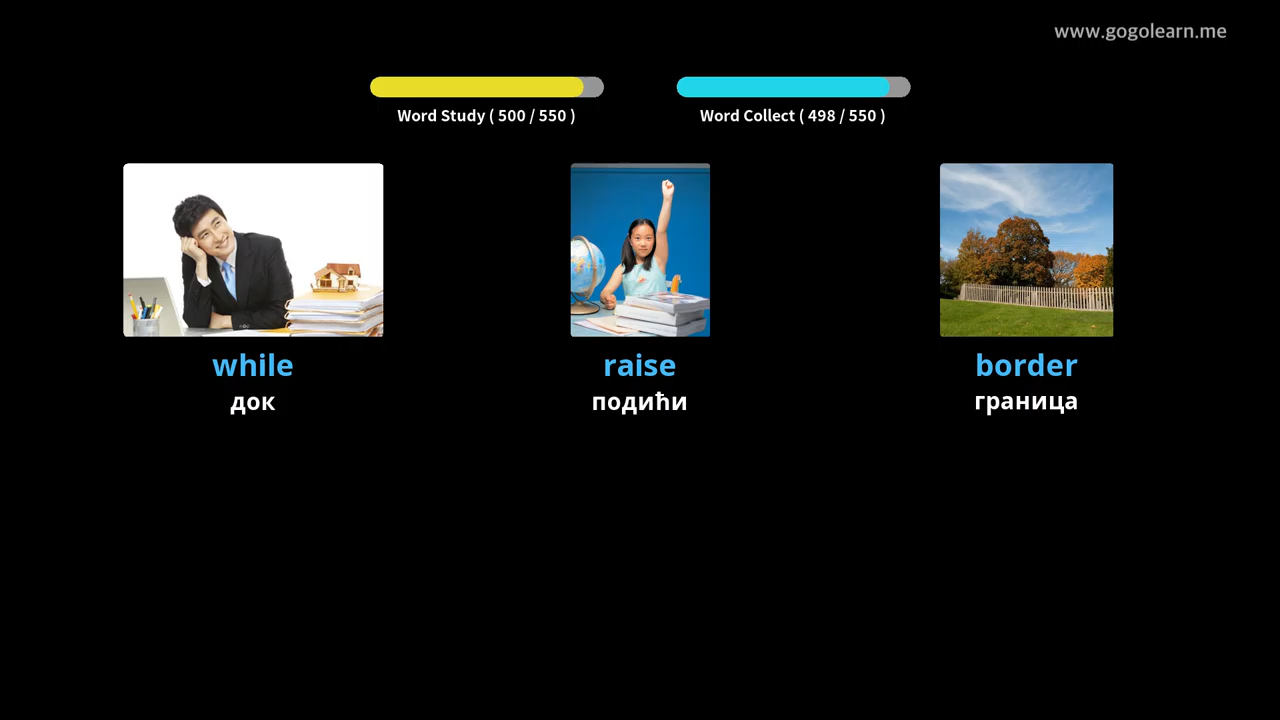 www.gogolearn.me
Word Study ( 500 / 550 )
Word Collect ( 498 / 550 )
while
raise
border
док
подићи
граница